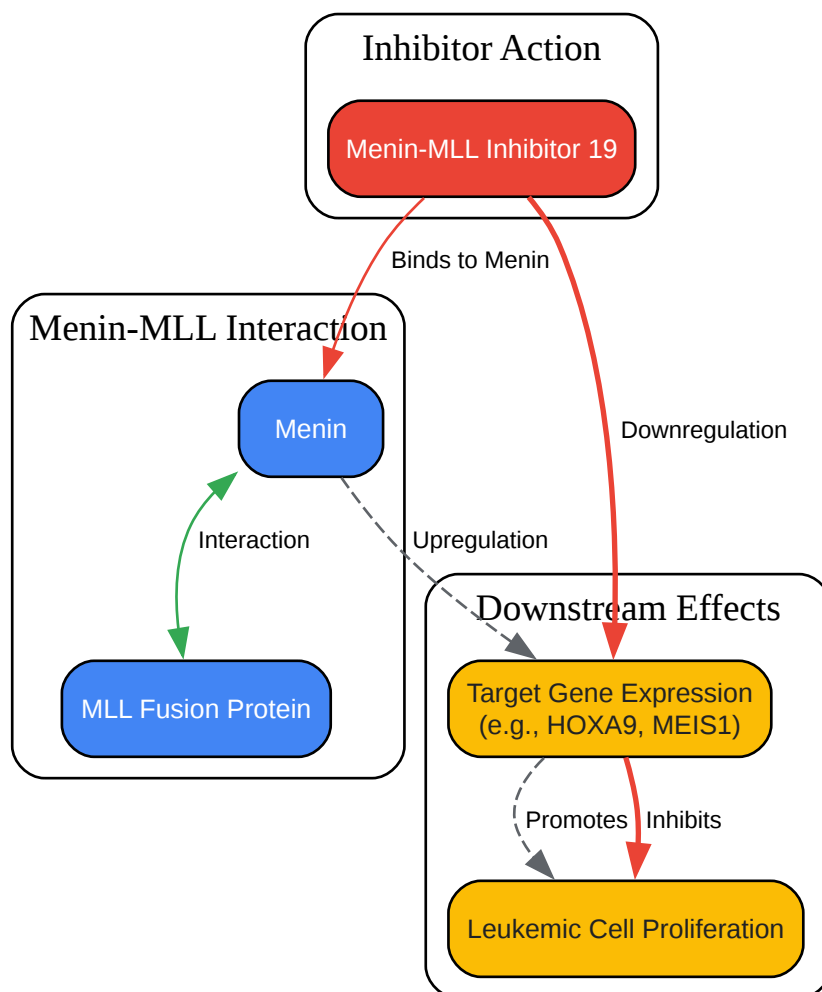 Inhibitor Action
Menin-MLL Inhibitor 19
Binds to Menin
Menin-MLL Interaction
Menin
Downregulation
Interaction
Upregulation
Downstream Effects
MLL Fusion Protein
Target Gene Expression
(e.g., HOXA9, MEIS1)
Promotes
Inhibits
Leukemic Cell Proliferation